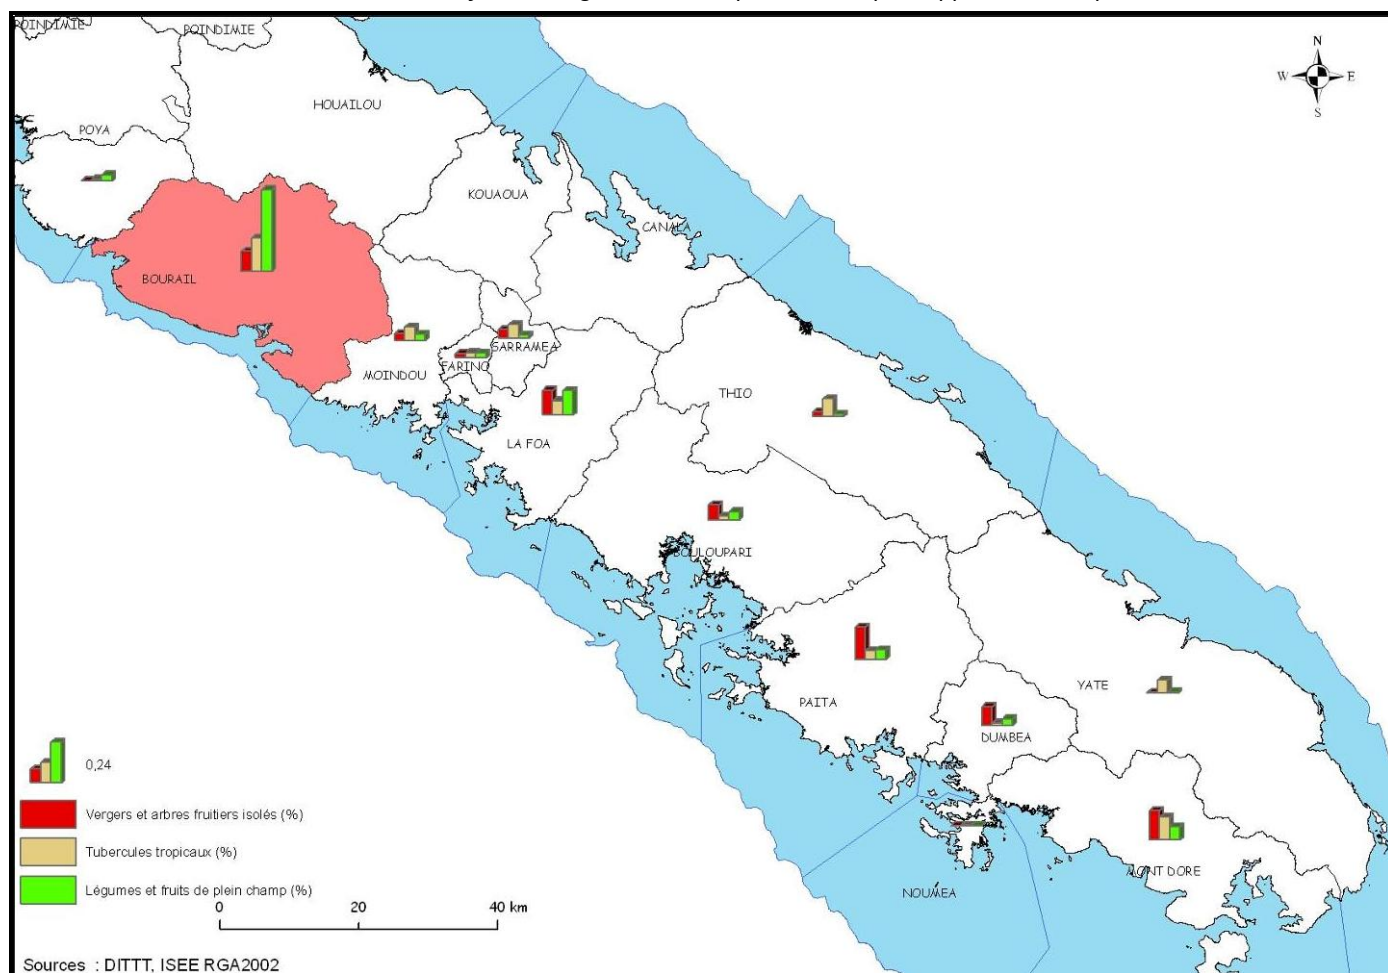 POINDIMIE
POINDIMIE
N
W E
S
HOUAILOU
POYA
KOUAOUA
CANALA
BOURAIL
SARRAMEA
FARINO
MOINDOU
THIO
LA FOA
BOULOUPARI
YATE
PAITA
DUMBEA
0,24
Vergers et arbres fruitiers isolés (%)
Tubercules tropicaux (%)
MONT DORE
Légumes et fruits de plein champ (%)
NOUMÉA
0 20 40 km
Sources : DITTT, ISEE RGA2002